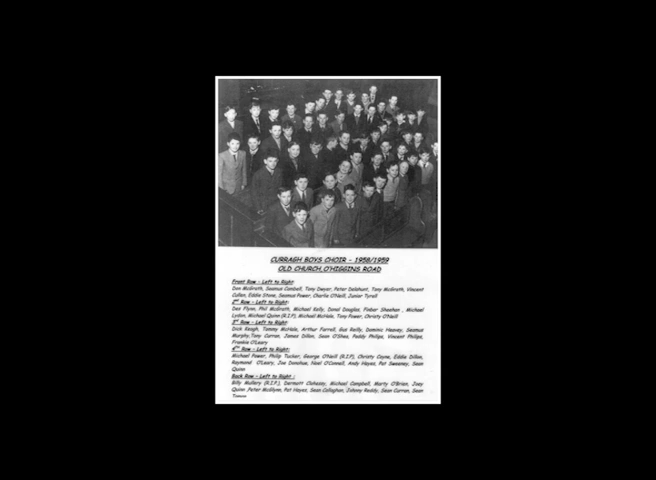 CURRAGH BOYS CHOIR - 1958/1959
OLD CHURCH, O'HIGGINS ROAD
Front Row - Left to Right:
Don McGrath, Seamus Cambell, Tony Dwyer, Peter Delahunt, Tony McGrath, Vincent
Cullen, Eddie Stone, Seamus Power, Charlie O'Neill, Junior Tyrell
2nd Row - Left to Right:
Des Flynn, Phil McGrath, Michael Kelly, Donal Douglas, Finbar Sheehan, Michael
Lydon, Michael Quinn (R.I.P), Michael McHale, Tony Power, Christy O'Neill
3rd Row - Left to Right:
Dick Keogh, Tommy McHale, Arthur Farrell, Gus Reilly, Dominic Heavey, Seamus
Murphy, Tony Curran, James Dillon, Sean O'Shea, Paddy Philips, Vincent Philips,
Frankie O'Leary
4th Row - Left to Right:
Michael Power, Philip Tucker, George O'Neill (R.I.P), Christy Coyne, Eddie Dillon,
Raymond O'Leary, Joe Donohue, Noel O'Connell, Andy Hayes, Pat Sweeney, Sean
Quinn
Back Row - Left to Right:
Billy Mullery (R.I.P.), Dermott Clohessy, Michael Campbell, Marty O'Brien, Joey
Quinn, Peter McGlynn, Pat Hayes, Sean Callaghan, Johnny Reddy, Sean Curran, Sean